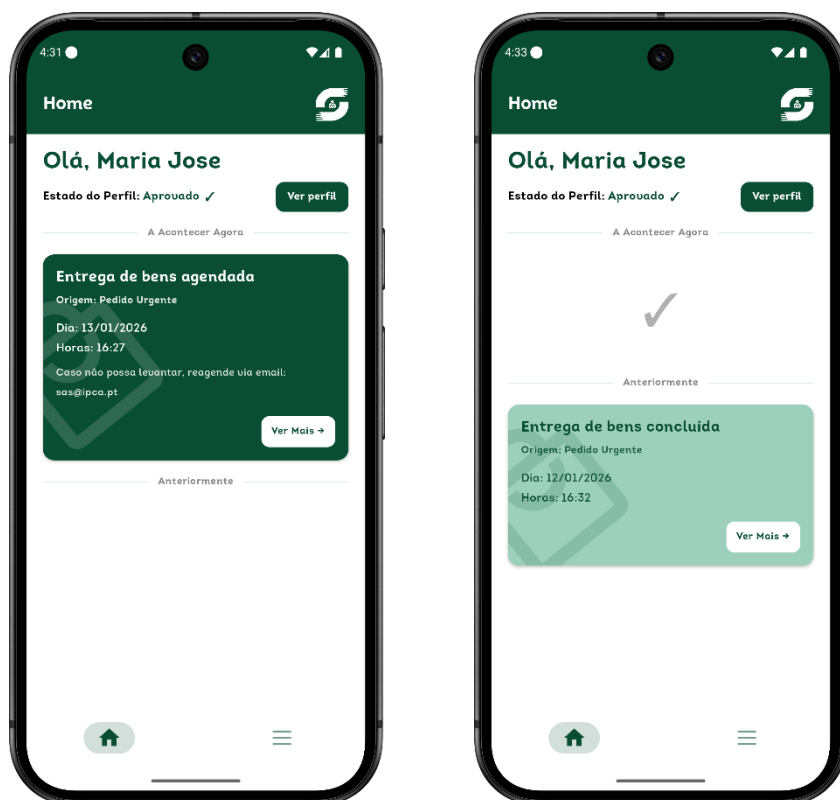 4:31
Home
Olá, Maria Jose
Estado do Perfil: Aprovado ✓
Ver perfil
A Acontecer Agora
Entrega de bens agendada
Origem: Pedido Urgente
Dia: 13/01/2026
Horas: 16:27
Caso não possa levantar, reagende via email:
sas@ipca.pt
Ver Mais →
Anteriormente
4:33
Home
Olá, Maria Jose
Estado do Perfil: Aprovado ✓
Ver perfil
A Acontecer Agora
✓
Anteriormente
Entrega de bens concluída
Origem: Pedido Urgente
Dia: 12/01/2026
Horas: 16:32
Ver Mais →